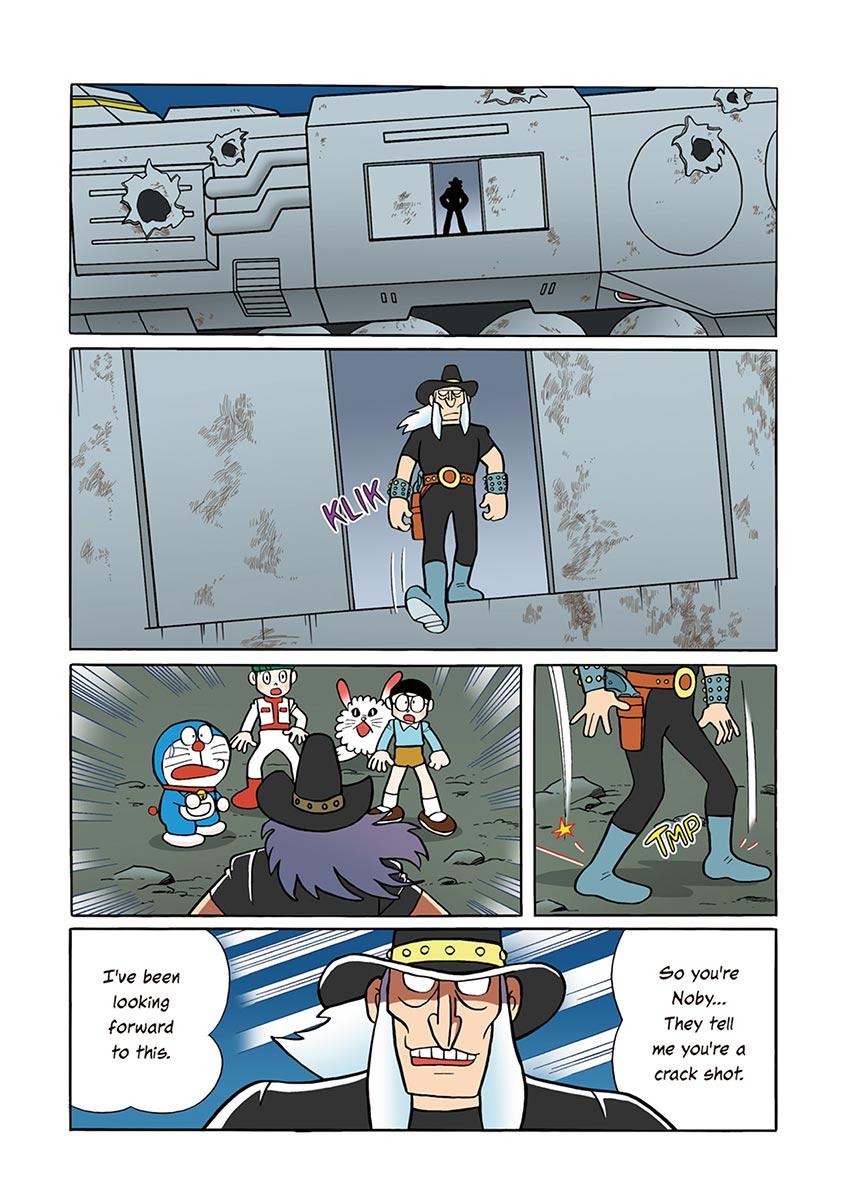 KLIK
TMP
So you're
Noby...
They tell
me you're a
crack shot.
I've been
looking
forward
to this.